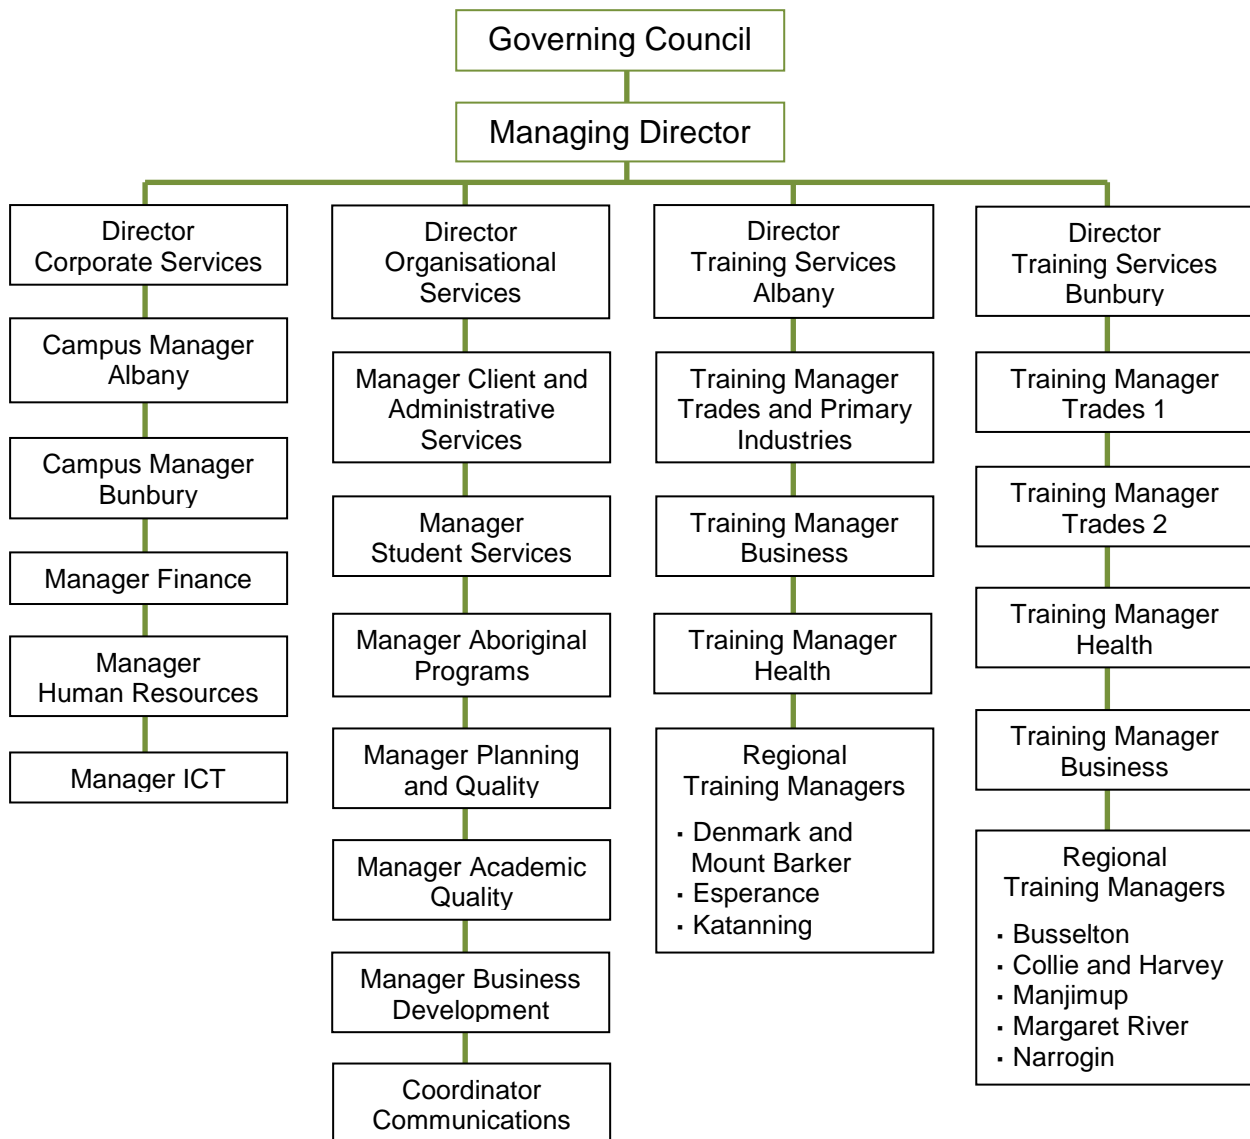 Governing Council
Managing Director
Director
Corporate Services
Campus Manager
Albany
Campus Manager
Bunbury
Manager Finance
Manager
Human Resources
Manager ICT
Director
Organisational
Services
Manager Client and
Administrative
Services
Manager
Student Services
Manager Aboriginal
Programs
Manager Planning
and Quality
Manager Academic
Quality
Manager Business
Development
Coordinator
Communications
Director
Training Services
Albany
Training Manager
Trades and Primary
Industries
Training Manager
Business
Training Manager
Health
Regional
Training Managers
▪ Denmark and
Mount Barker
▪ Esperance
▪ Katanning
Director
Training Services
Bunbury
Training Manager
Trades 1
Training Manager
Trades 2
Training Manager
Health
Training Manager
Business
Regional
Training Managers
▪ Busselton
▪ Collie and Harvey
▪ Manjimup
▪ Margaret River
▪ Narrogin